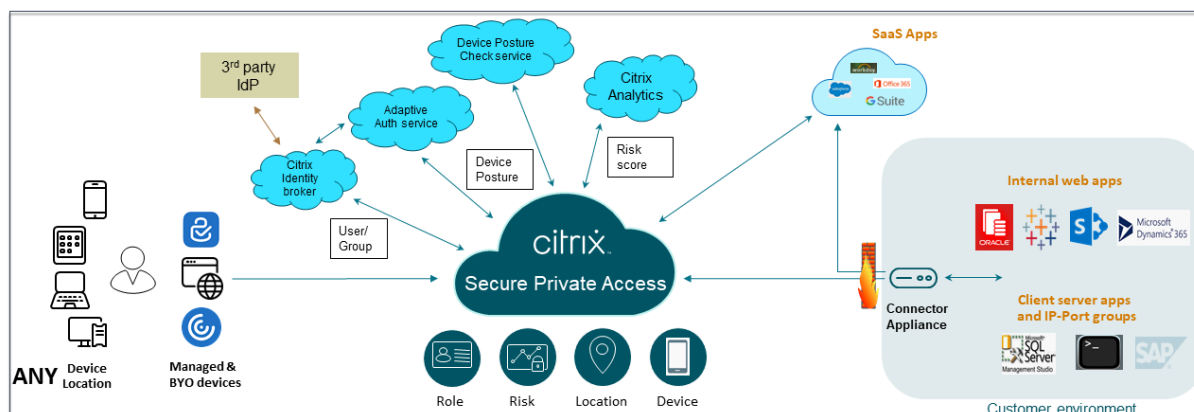 3rd party
IdP
Adaptive
Auth service
Device Posture
Check service
Citrix
Analytics
SaaS Apps
workday
salesforce
Office 365
G Suite
Citrix
Identity
broker
Device
Posture
Risk
score
User/
Group
citrix
Secure Private Access
Internal web apps
ORACLE
Microsoft
Dynamics 365
Connector
Appliance
Client server apps
and IP-Port groups
Microsoft
SQL Server
Management Studio
>_
SAP
ANY
Device
Location
Managed &
BYO devices
Role
Risk
Location
Device
Customer environment